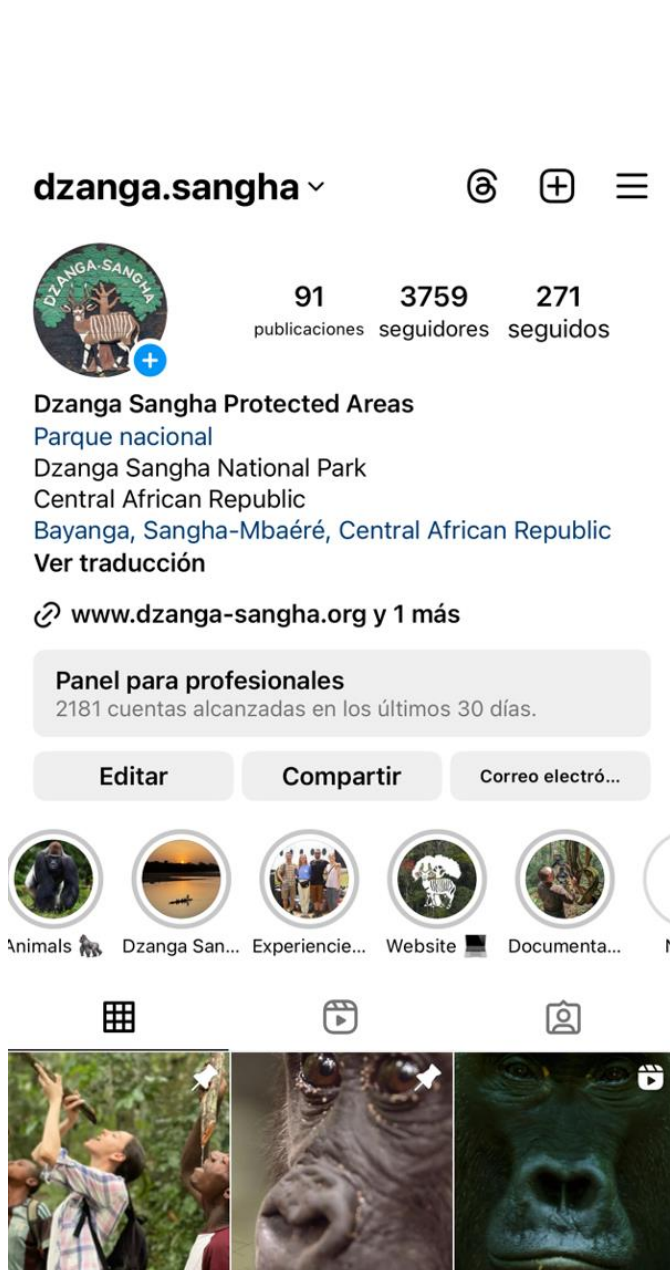 dzanga.sangha
DZANGA-SANGHA
91
3759
271
publicaciones
seguidores
seguidos
Dzanga Sangha Protected Areas
Parque nacional
Dzanga Sangha National Park
Central African Republic
Bayanga, Sangha-Mbaéré, Central African Republic
Ver traducción
www.dzanga-sangha.org y 1 más
Panel para profesionales
2181 cuentas alcanzadas en los últimos 30 días.
Editar
Compartir
Correo electró...
Animals 🦍
Dzanga San...
Experiencie...
Website 💻
Documenta...